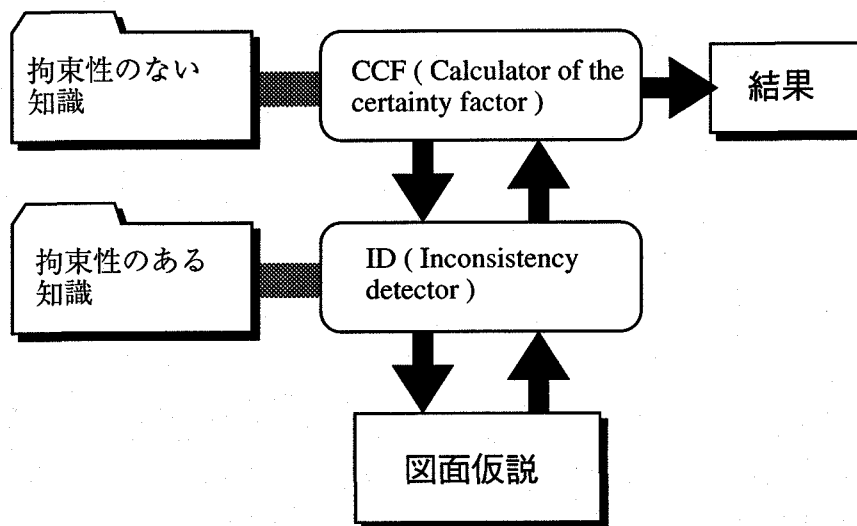 拘束性のない
知識
CCF ( Calculator of the
certainty factor )
結果
拘束性のある
知識
ID ( Inconsistency
detector )
図面仮説